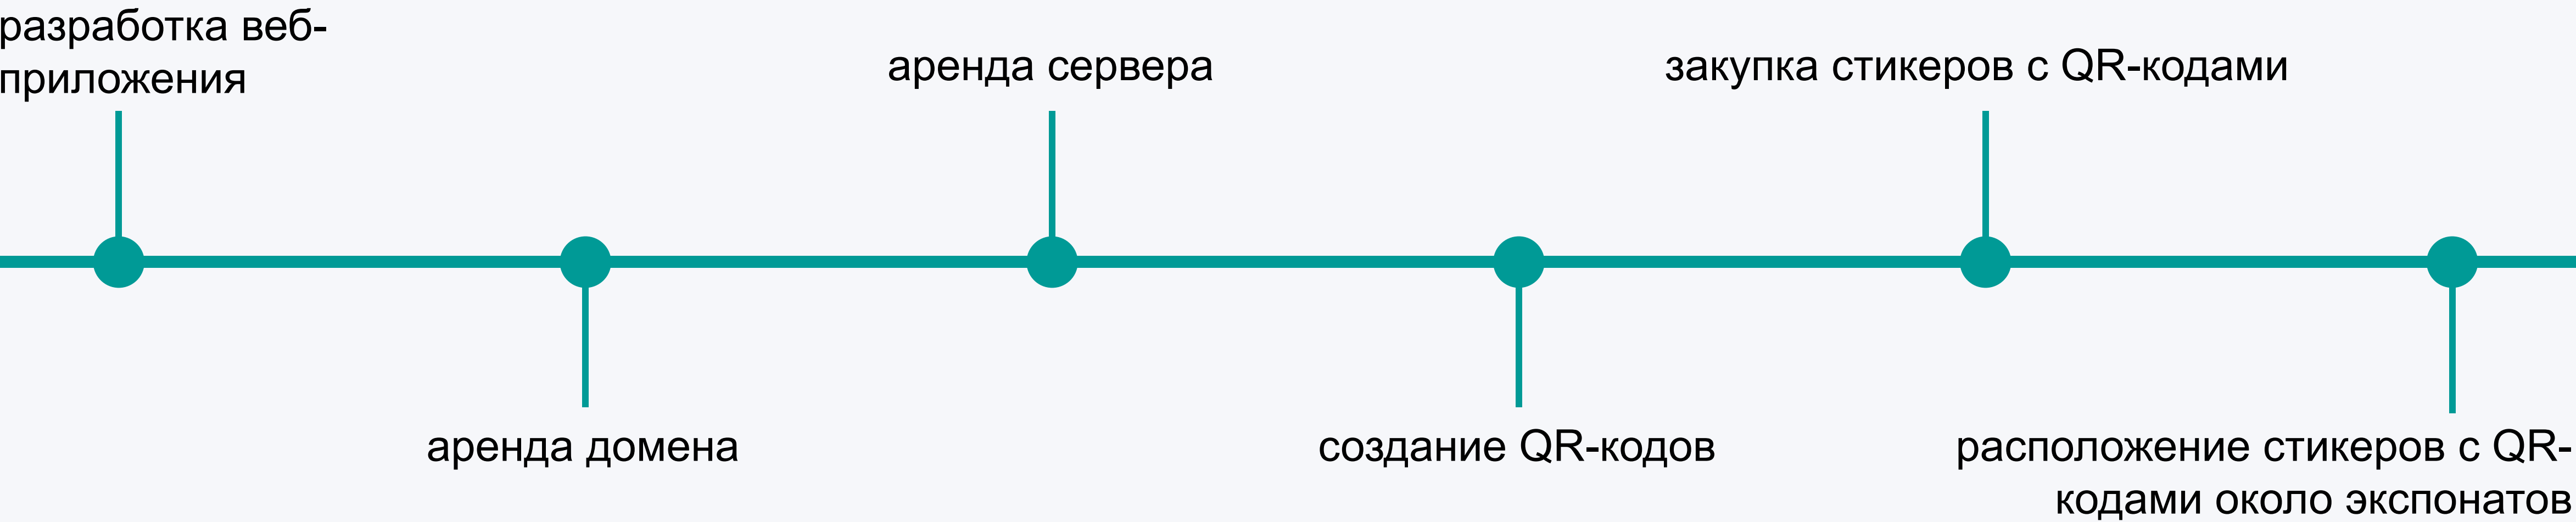 разработка веб-
приложения
аренда домена
аренда сервера
создание QR-кодов
закупка стикеров с QR-кодами
расположение стикеров с QR-
кодами около экспонатов